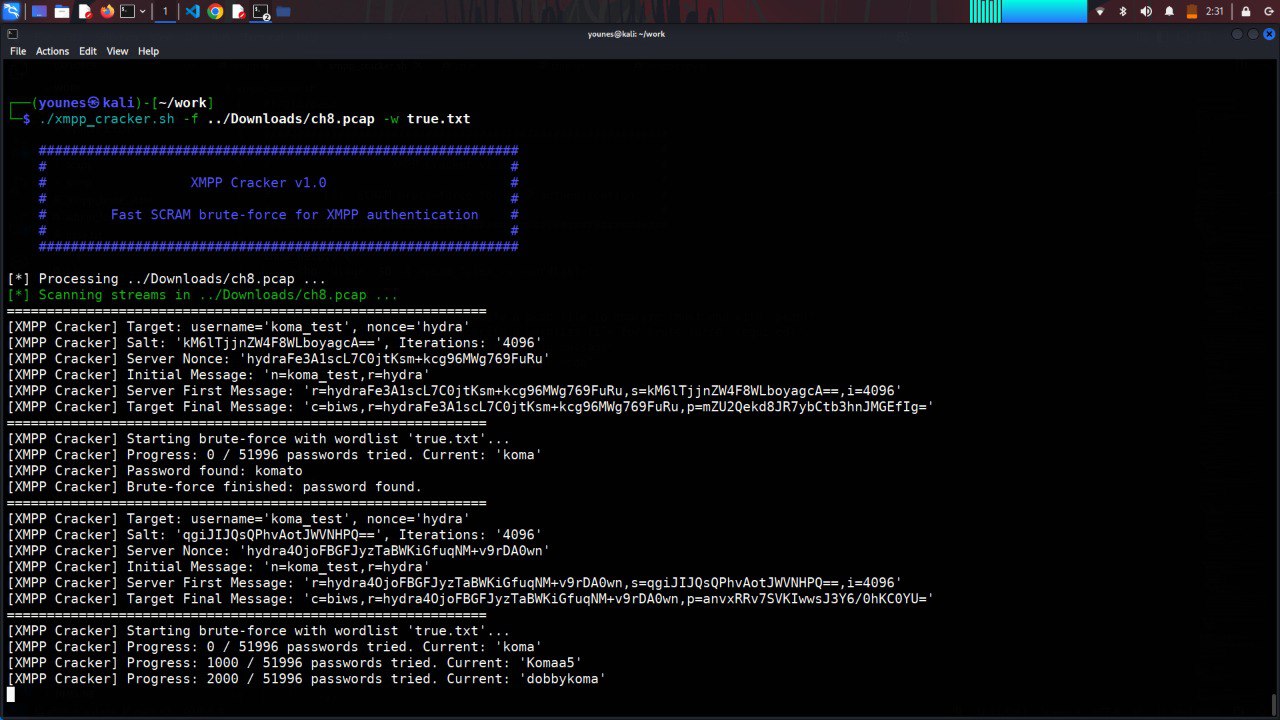 1
2
2:31
younes@kali: ~/work
File Actions Edit View Help
┌──(younes㉿kali)-[~/work]
└─$ ./xmpp_cracker.sh -f ../Downloads/ch8.pcap -w true.txt
############################################################
# #
# XMPP Cracker v1.0 #
# #
# Fast SCRAM brute-force for XMPP authentication #
# #
############################################################
[*] Processing ../Downloads/ch8.pcap ...
[*] Scanning streams in ../Downloads/ch8.pcap ...
============================================================
[XMPP Cracker] Target: username='koma_test', nonce='hydra'
[XMPP Cracker] Salt: 'kM6lTjjnZW4F8WLboyagcA==', Iterations: '4096'
[XMPP Cracker] Server Nonce: 'hydraFe3A1scL7C0jtKsm+kcg96MWg769FuRu'
[XMPP Cracker] Initial Message: 'n=koma_test,r=hydra'
[XMPP Cracker] Server First Message: 'r=hydraFe3A1scL7C0jtKsm+kcg96MWg769FuRu,s=kM6lTjjnZW4F8WLboyagcA==,i=4096'
[XMPP Cracker] Target Final Message: 'c=biws,r=hydraFe3A1scL7C0jtKsm+kcg96MWg769FuRu,p=mZU2Qekd8JR7ybCtb3hnJMGEfIg='
============================================================
[XMPP Cracker] Starting brute-force with wordlist 'true.txt'...
[XMPP Cracker] Progress: 0 / 51996 passwords tried. Current: 'koma'
[XMPP Cracker] Password found: komato
[XMPP Cracker] Brute-force finished: password found.
============================================================
[XMPP Cracker] Target: username='koma_test', nonce='hydra'
[XMPP Cracker] Salt: 'qgiJIJQsQPhvAotJWVNHPQ==', Iterations: '4096'
[XMPP Cracker] Server Nonce: 'hydra4OjoFBGFJyzTaBWKiGfuqNM+v9rDA0wn'
[XMPP Cracker] Initial Message: 'n=koma_test,r=hydra'
[XMPP Cracker] Server First Message: 'r=hydra4OjoFBGFJyzTaBWKiGfuqNM+v9rDA0wn,s=qgiJIJQsQPhvAotJWVNHPQ==,i=4096'
[XMPP Cracker] Target Final Message: 'c=biws,r=hydra4OjoFBGFJyzTaBWKiGfuqNM+v9rDA0wn,p=anvxRRv7SVKIwwsJ3Y6/0hKC0YU='
============================================================
[XMPP Cracker] Starting brute-force with wordlist 'true.txt'...
[XMPP Cracker] Progress: 0 / 51996 passwords tried. Current: 'koma'
[XMPP Cracker] Progress: 1000 / 51996 passwords tried. Current: 'Komaa5'
[XMPP Cracker] Progress: 2000 / 51996 passwords tried. Current: 'dobbykoma'